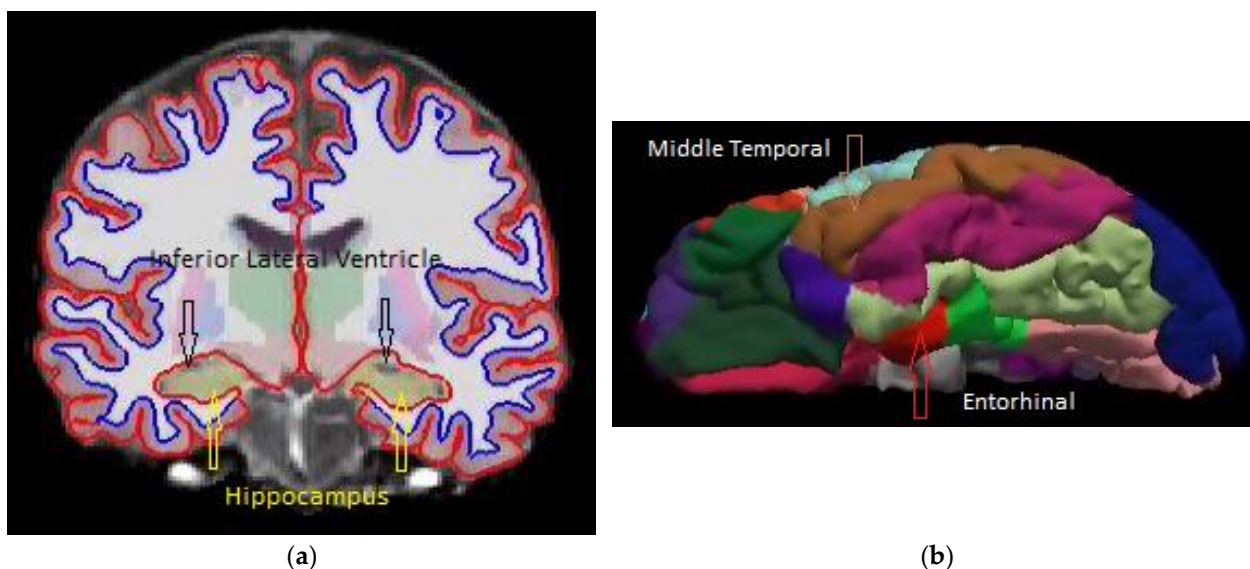 Inferior Lateral Ventricle
Hippocampus
(a)
Middle Temporal
Entorhinal
(b)